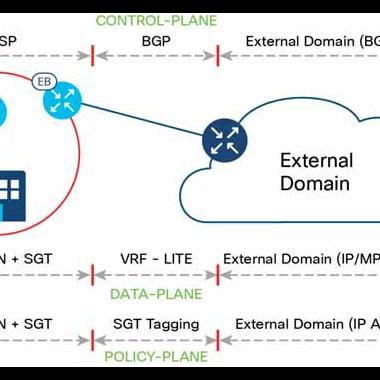 CONTROL-PLANE
SP BGP External Domain (BG
EB
External
Domain
N + SGT VRF - LITE External Domain (IP/MP
DATA-PLANE
N + SGT SGT Tagging External Domain (IP A
POLICY-PLANE